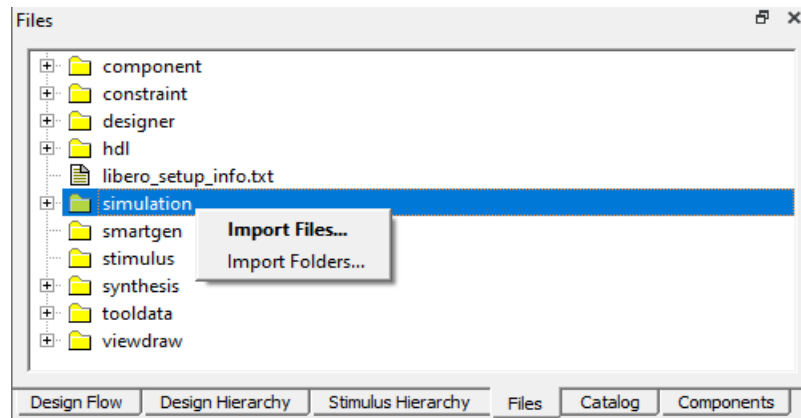 Files
component
constraint
designer
hdl
libero_setup_info.txt
simulation
smartgen
Import Files...
stimulus
Import Folders...
synthesis
tooldata
viewdraw
Design Flow
Design Hierarchy
Stimulus Hierarchy
Files
Catalog
Components